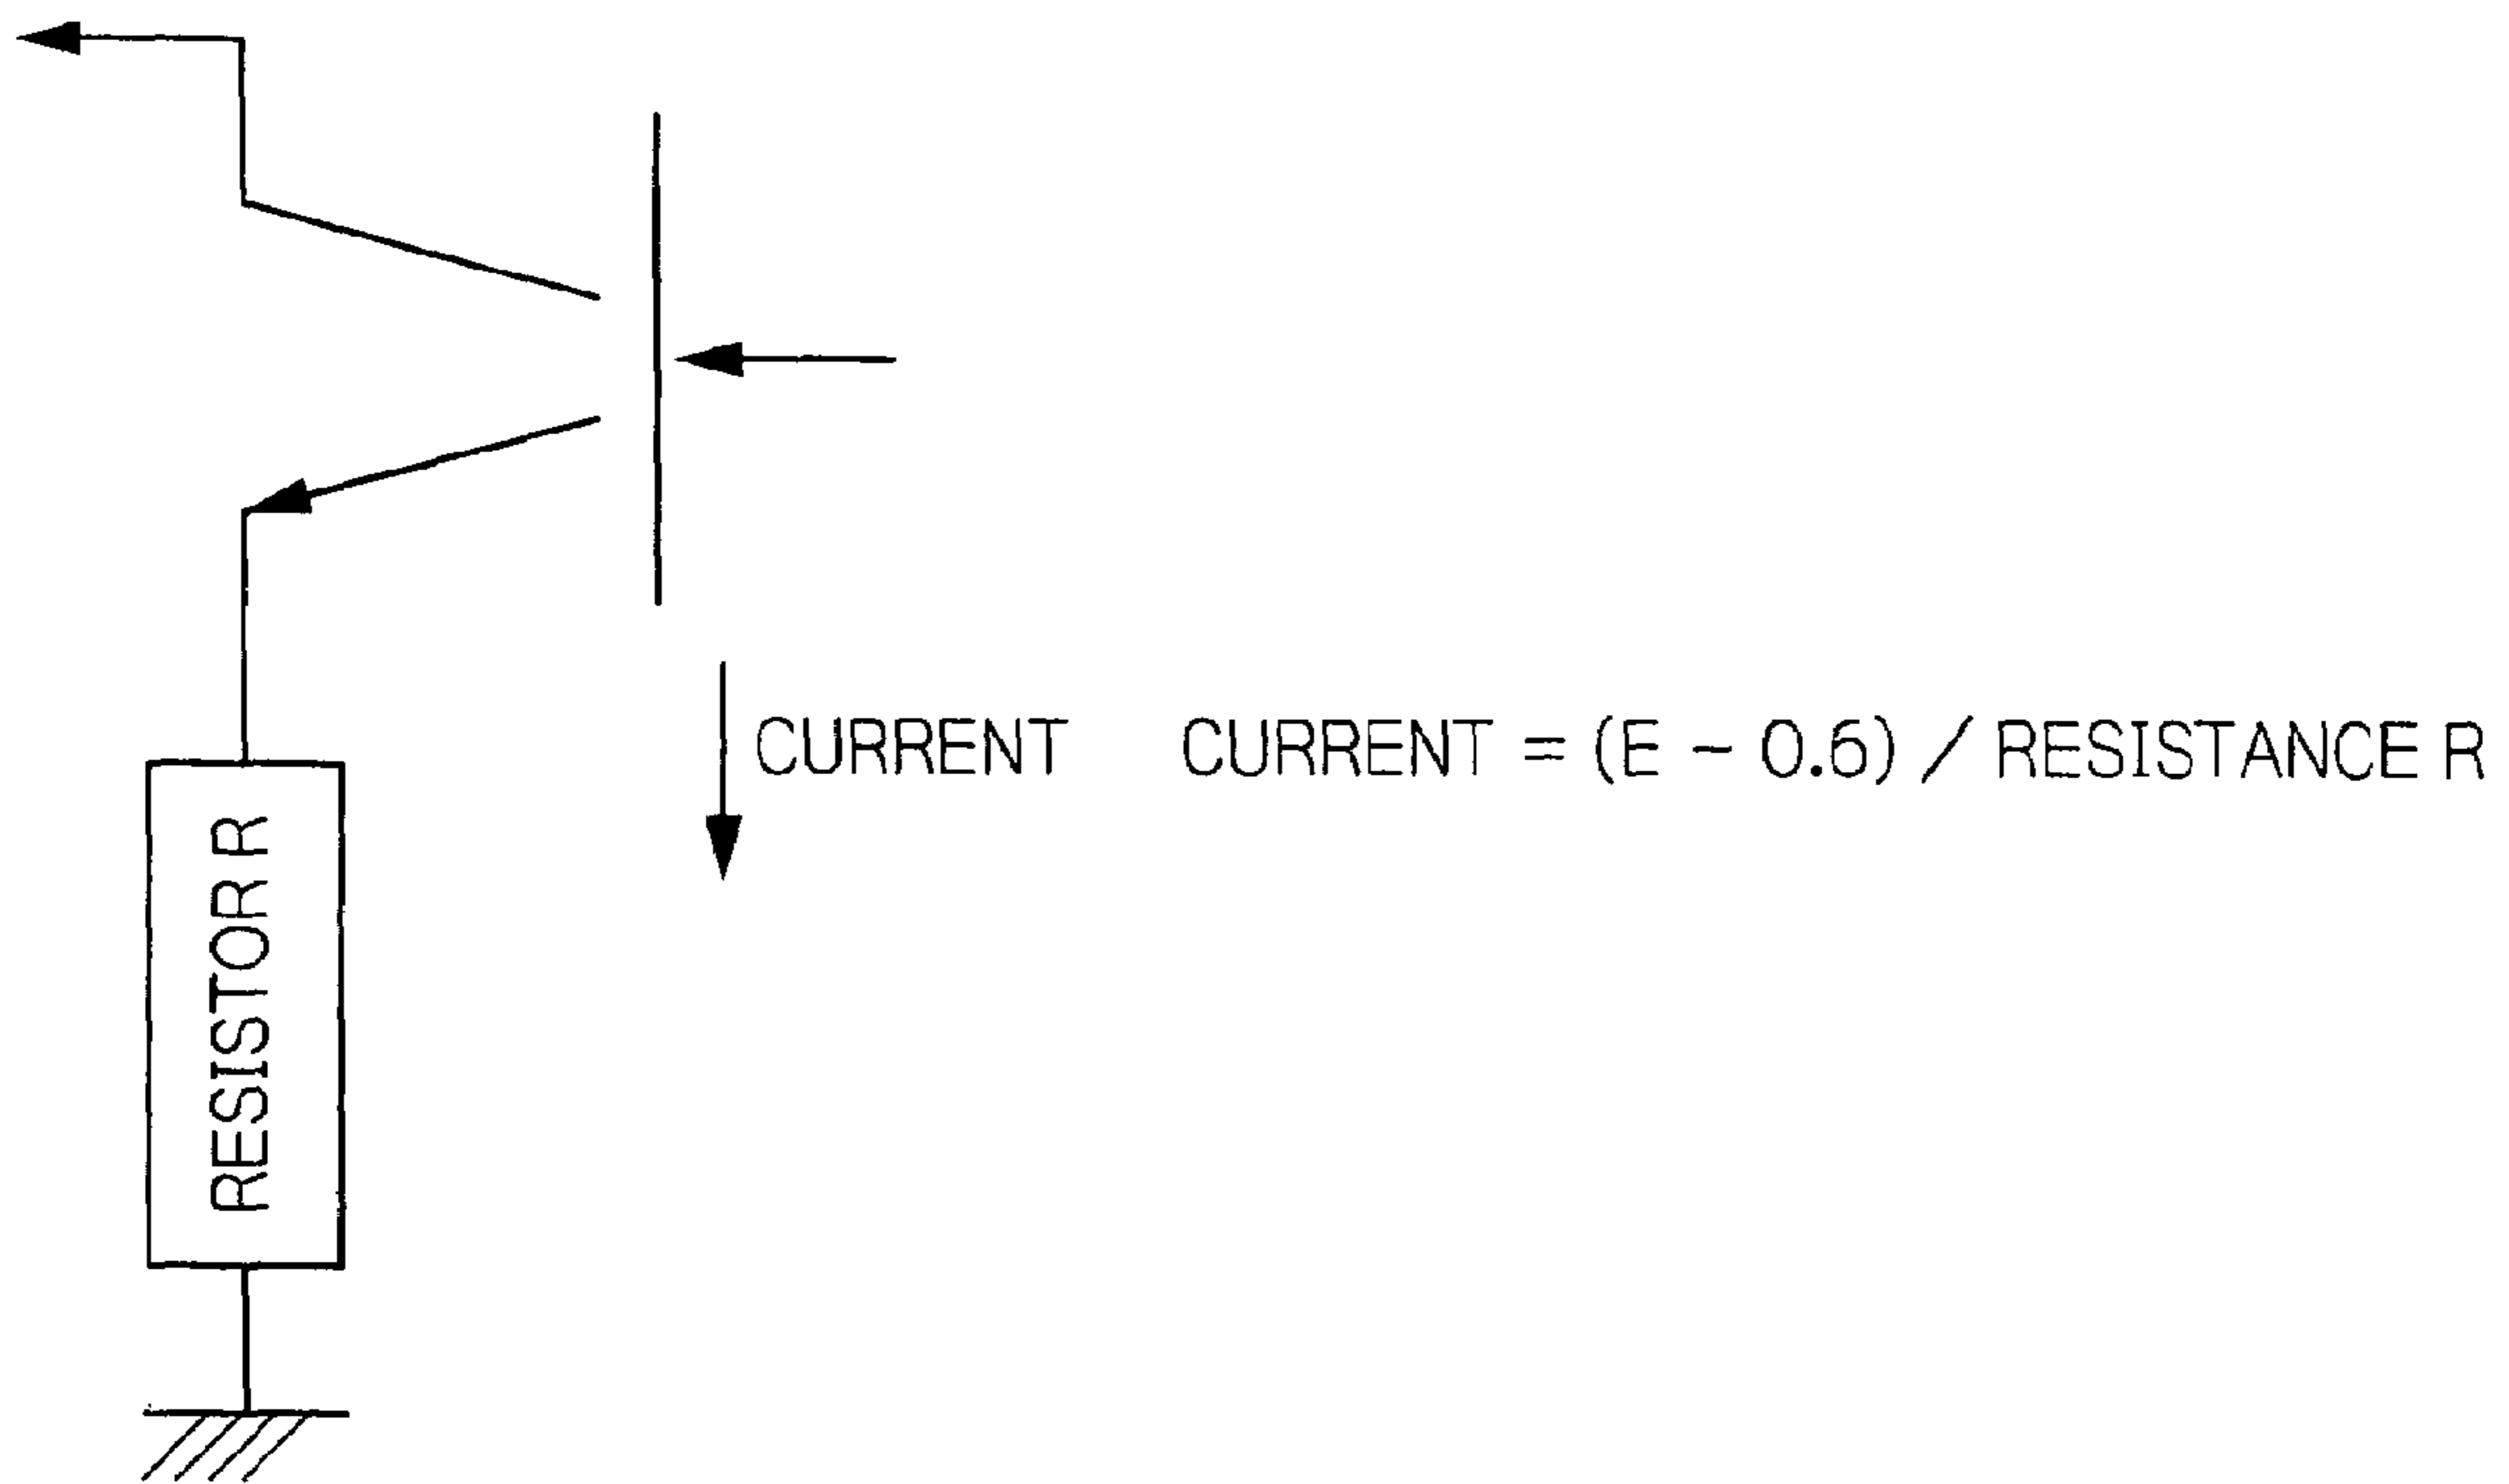 CURRENT
CURRENT = (E - 0.6) / RESISTANCE R
RESISTOR R